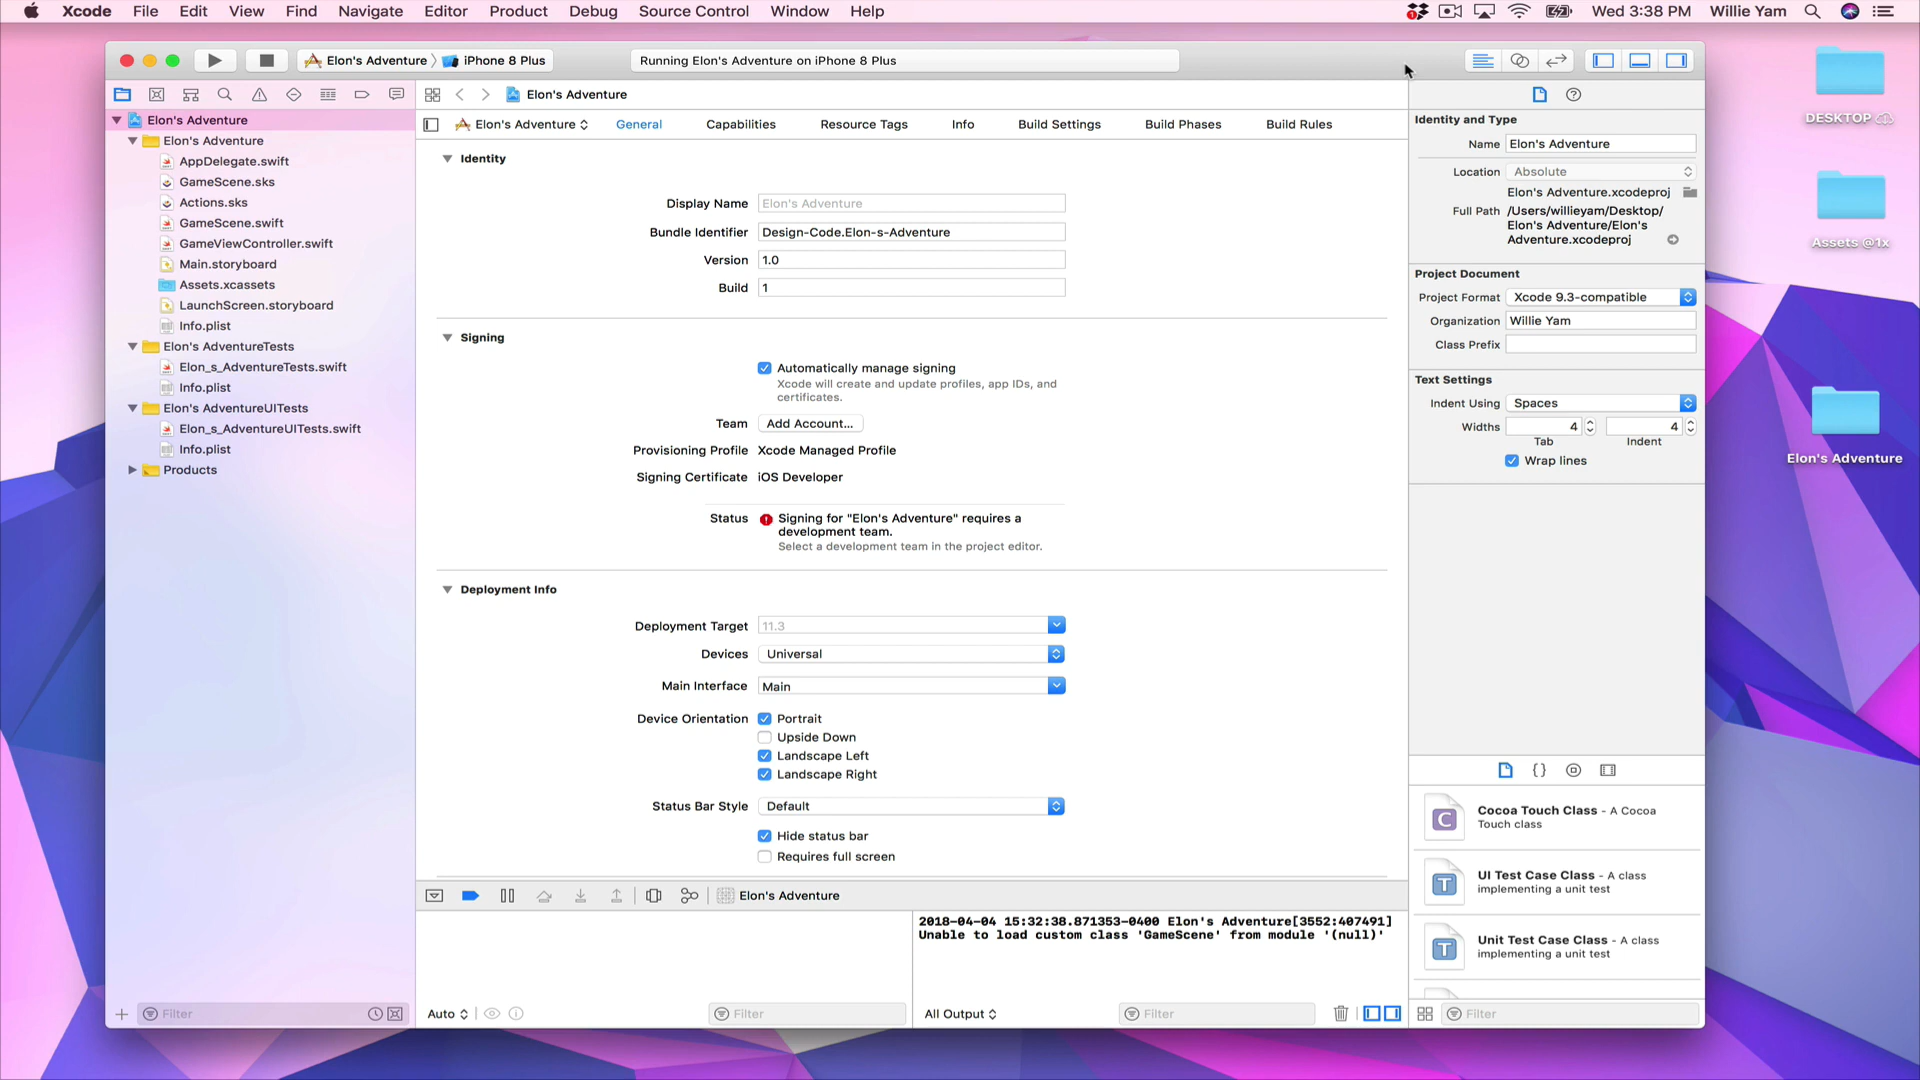 Xcode File Edit View Find Navigate Editor Product Debug Source Control Window Help
1 Wed 3:38 PM Willie Yam
Elon's Adventure iPhone 8 Plus
Running Elon's Adventure on iPhone 8 Plus
Elon's Adventure
Elon's Adventure
Elon's Adventure
AppDelegate.swift
GameScene.sks
Actions.sks
GameScene.swift
GameViewController.swift
Main.storyboard
Assets.xcassets
LaunchScreen.storyboard
Info.plist
Elon's AdventureTests
Elon_s_AdventureTests.swift
Info.plist
Elon's AdventureUITests
Elon_s_AdventureUITests.swift
Info.plist
Products
Filter
Elon's Adventure General Capabilities Resource Tags Info Build Settings Build Phases Build Rules
Identity
Display Name Elon's Adventure
Bundle Identifier Design-Code.Elon-s-Adventure
Version 1.0
Build 1
Signing
Automatically manage signing
Xcode will create and update profiles, app IDs, and
certificates.
Team Add Account...
Provisioning Profile Xcode Managed Profile
Signing Certificate iOS Developer
Status Signing for "Elon's Adventure" requires a
development team.
Select a development team in the project editor.
Deployment Info
Deployment Target 11.3
Devices Universal
Main Interface Main
Device Orientation Portrait
Upside Down
Landscape Left
Landscape Right
Status Bar Style Default
Hide status bar
Requires full screen
Elon's Adventure
2018-04-04 15:32:38.871353-0400 Elon's Adventure[3552:407491]
Unable to load custom class 'GameScene' from module '(null)'
Auto Filter
All Output Filter
Identity and Type
Name Elon's Adventure
Location Absolute
Elon's Adventure.xcodeproj
Full Path /Users/willieyam/Desktop/
Elon's Adventure/Elon's
Adventure.xcodeproj
Project Document
Project Format Xcode 9.3-compatible
Organization Willie Yam
Class Prefix
Text Settings
Indent Using Spaces
Widths 4 4
Tab Indent
Wrap lines
{}
C
Cocoa Touch Class - A Cocoa
Touch class
T
UI Test Case Class - A class
implementing a unit test
T
Unit Test Case Class - A class
implementing a unit test
Filter
DESKTOP
Assets @1x
Elon's Adventure